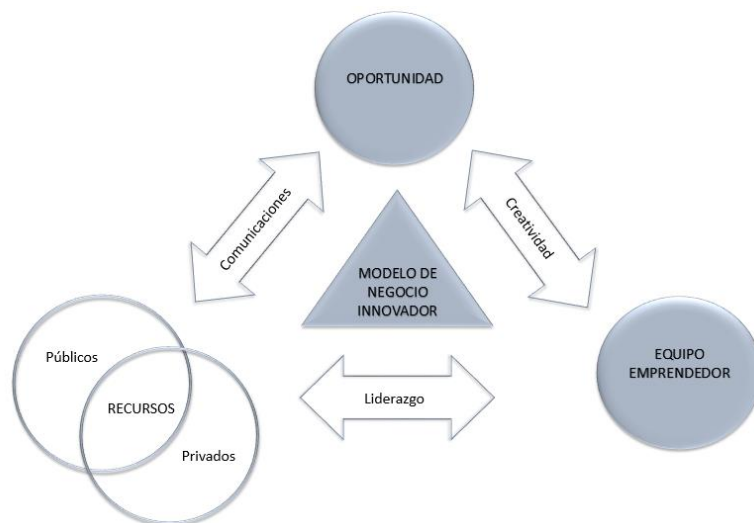 OPORTUNIDAD
Comunicaciones
Creatividad
MODELO DE
NEGOCIO
INNOVADOR
Públicos
RECURSOS
Privados
Liderazgo
EQUIPO
EMPRENDEDOR